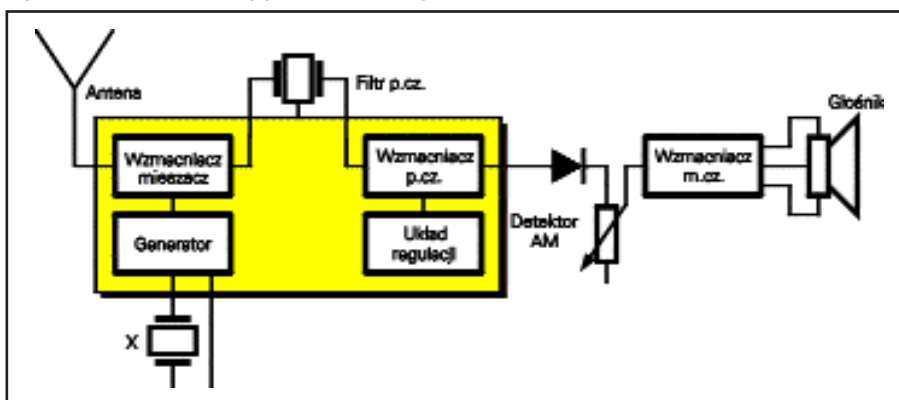 Antena
Filtr p.cz.
Głośnik
Wzmacniacz
mieszacz
Wzmacniacz
p.cz.
Wzmacniacz
m.cz.
Generator
Układ
regulacji
Detektor
AM
X